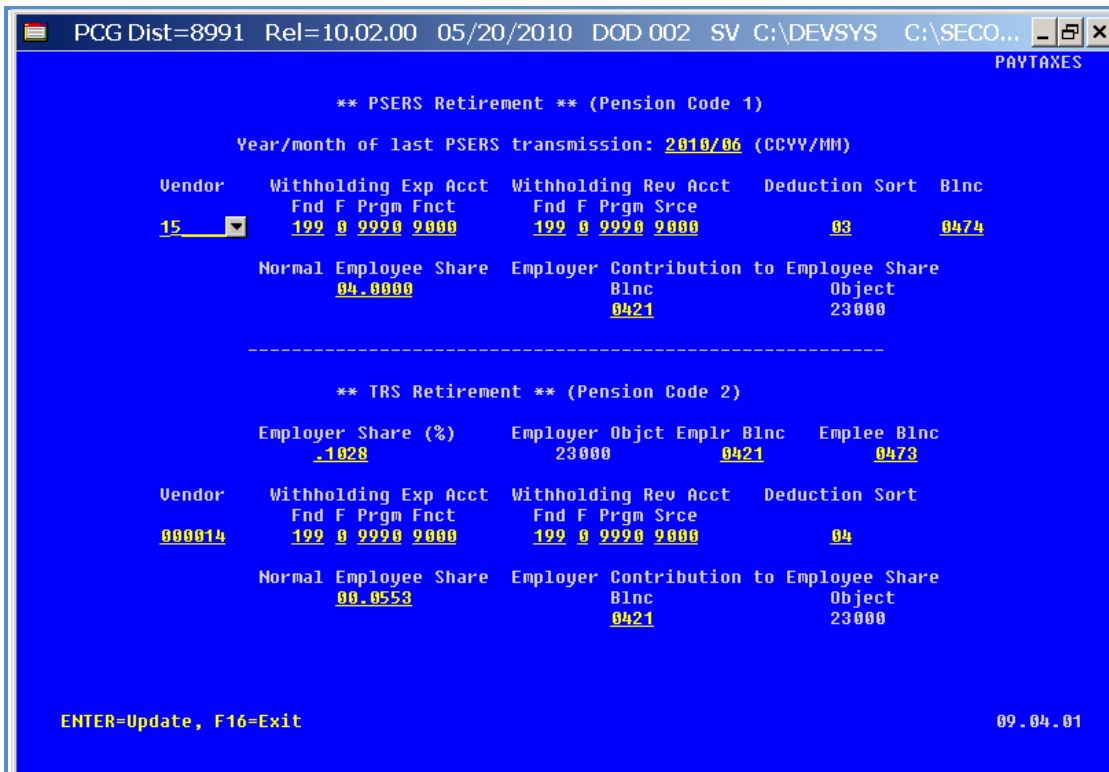 PCG Dist=8991 Rel=10.02.00 05/20/2010 DOD 002 SV C:\DEVSYS C:\SECO...
PAYTAXES
** PSERS Retirement ** (Pension Code 1)
Year/month of last PSERS transmission: 2010/06 (CCYY/MM)
Vendor Withholding Exp Acct Withholding Rev Acct Deduction Sort Blnc
Fnd F Prgm Fnct Fnd F Prgm Srce
15____ 199 0 9990 9000 199 0 9990 9000 03 0474
Normal Employee Share Employer Contribution to Employee Share
04.0000 Blnc Object
0421 23000
----------------------------------------------------------
** TRS Retirement ** (Pension Code 2)
Employer Share (%) Employer Objct Emplr Blnc Emplee Blnc
.1028 23000 0421 0473
Vendor Withholding Exp Acct Withholding Rev Acct Deduction Sort
Fnd F Prgm Fnct Fnd F Prgm Srce
000014 199 0 9990 9000 199 0 9990 9000 04
Normal Employee Share Employer Contribution to Employee Share
00.0553 Blnc Object
0421 23000
ENTER=Update, F16=Exit 09.04.01